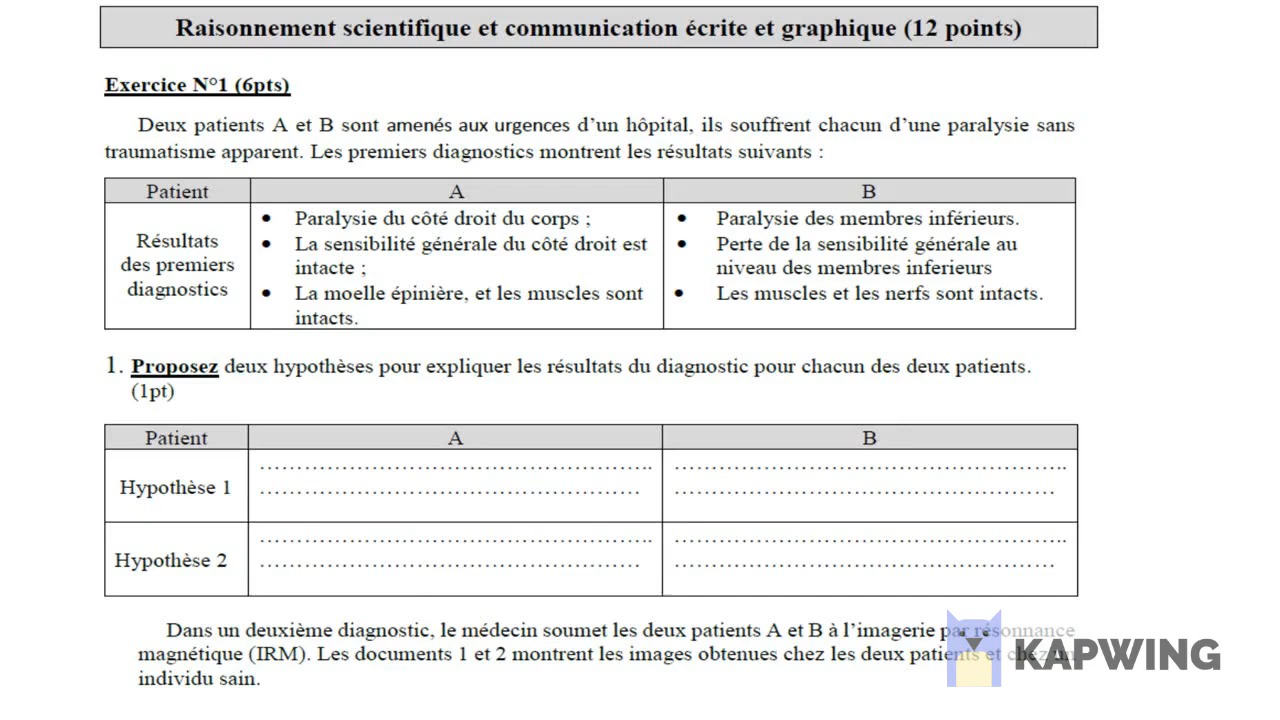 Raisonnement scientifique et communication écrite et graphique (12 points)
Exercice N°1 (6pts)
Deux patients A et B sont amenés aux urgences d’un hôpital, ils souffrent chacun d’une paralysie sans
traumatisme apparent. Les premiers diagnostics montrent les résultats suivants :
Patient A B
Résultats
des premiers
diagnostics
• Paralysie du côté droit du corps ;
• La sensibilité générale du côté droit est
intacte ;
• La moelle épinière, et les muscles sont
intacts.
• Paralysie des membres inférieurs.
• Perte de la sensibilité générale au
niveau des membres inferieurs
• Les muscles et les nerfs sont intacts.
1. Proposez deux hypothèses pour expliquer les résultats du diagnostic pour chacun des deux patients.
(1pt)
Patient A B
Hypothèse 1
Hypothèse 2
Dans un deuxième diagnostic, le médecin soumet les deux patients A et B à l’imagerie par résonnance
magnétique (IRM). Les documents 1 et 2 montrent les images obtenues chez les deux patients et chez un
individu sain.
KAPWING